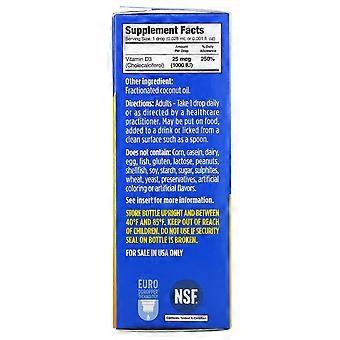 Supplement Facts
Serving Size: 1 drop (0.028 mL or 0.001 fl. oz)
Amount Per Drop
% Daily Allowance
Vitamin D3 (Cholecalciferol)
25 mcg (1000 IU)
250%
Other ingredient:
Fractionated coconut oil.
Directions: Adults - Take 1 drop daily
or as directed by a healthcare
practitioner. May be put on food,
added to a drink or licked from a
clean surface such as a spoon.
Does not contain: Corn, casein, dairy,
egg, fish, gluten, lactose, peanuts,
shellfish, soy, starch, sugar, sulphites,
wheat, yeast, preservatives, artificial
coloring or artificial flavors.
See insert for more information.
STORE BOTTLE UPRIGHT AND BETWEEN
40°F AND 85°F. KEEP OUT OF REACH
OF CHILDREN. DO NOT USE IF SECURITY
SEAL ON BOTTLE IS BROKEN.
FOR SALE IN USA ONLY
EURO
DROPPER
TECHNOLOGY
NSF.
Contents Tested & Certified